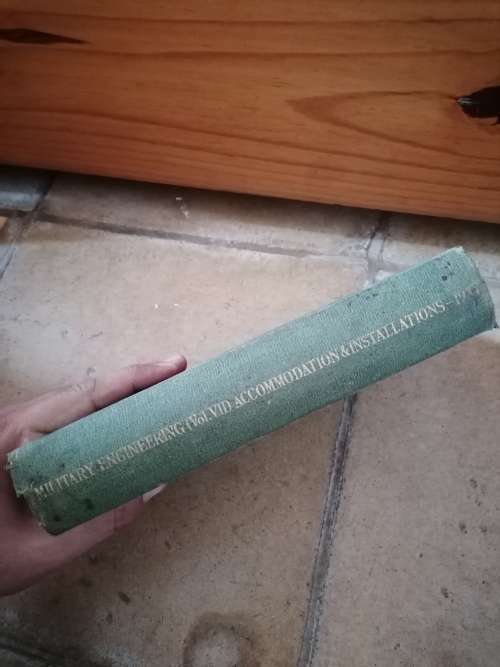 MILITARY ENGINEERING (Vol.VII) ACCOMMODATION & INSTALLATIONS